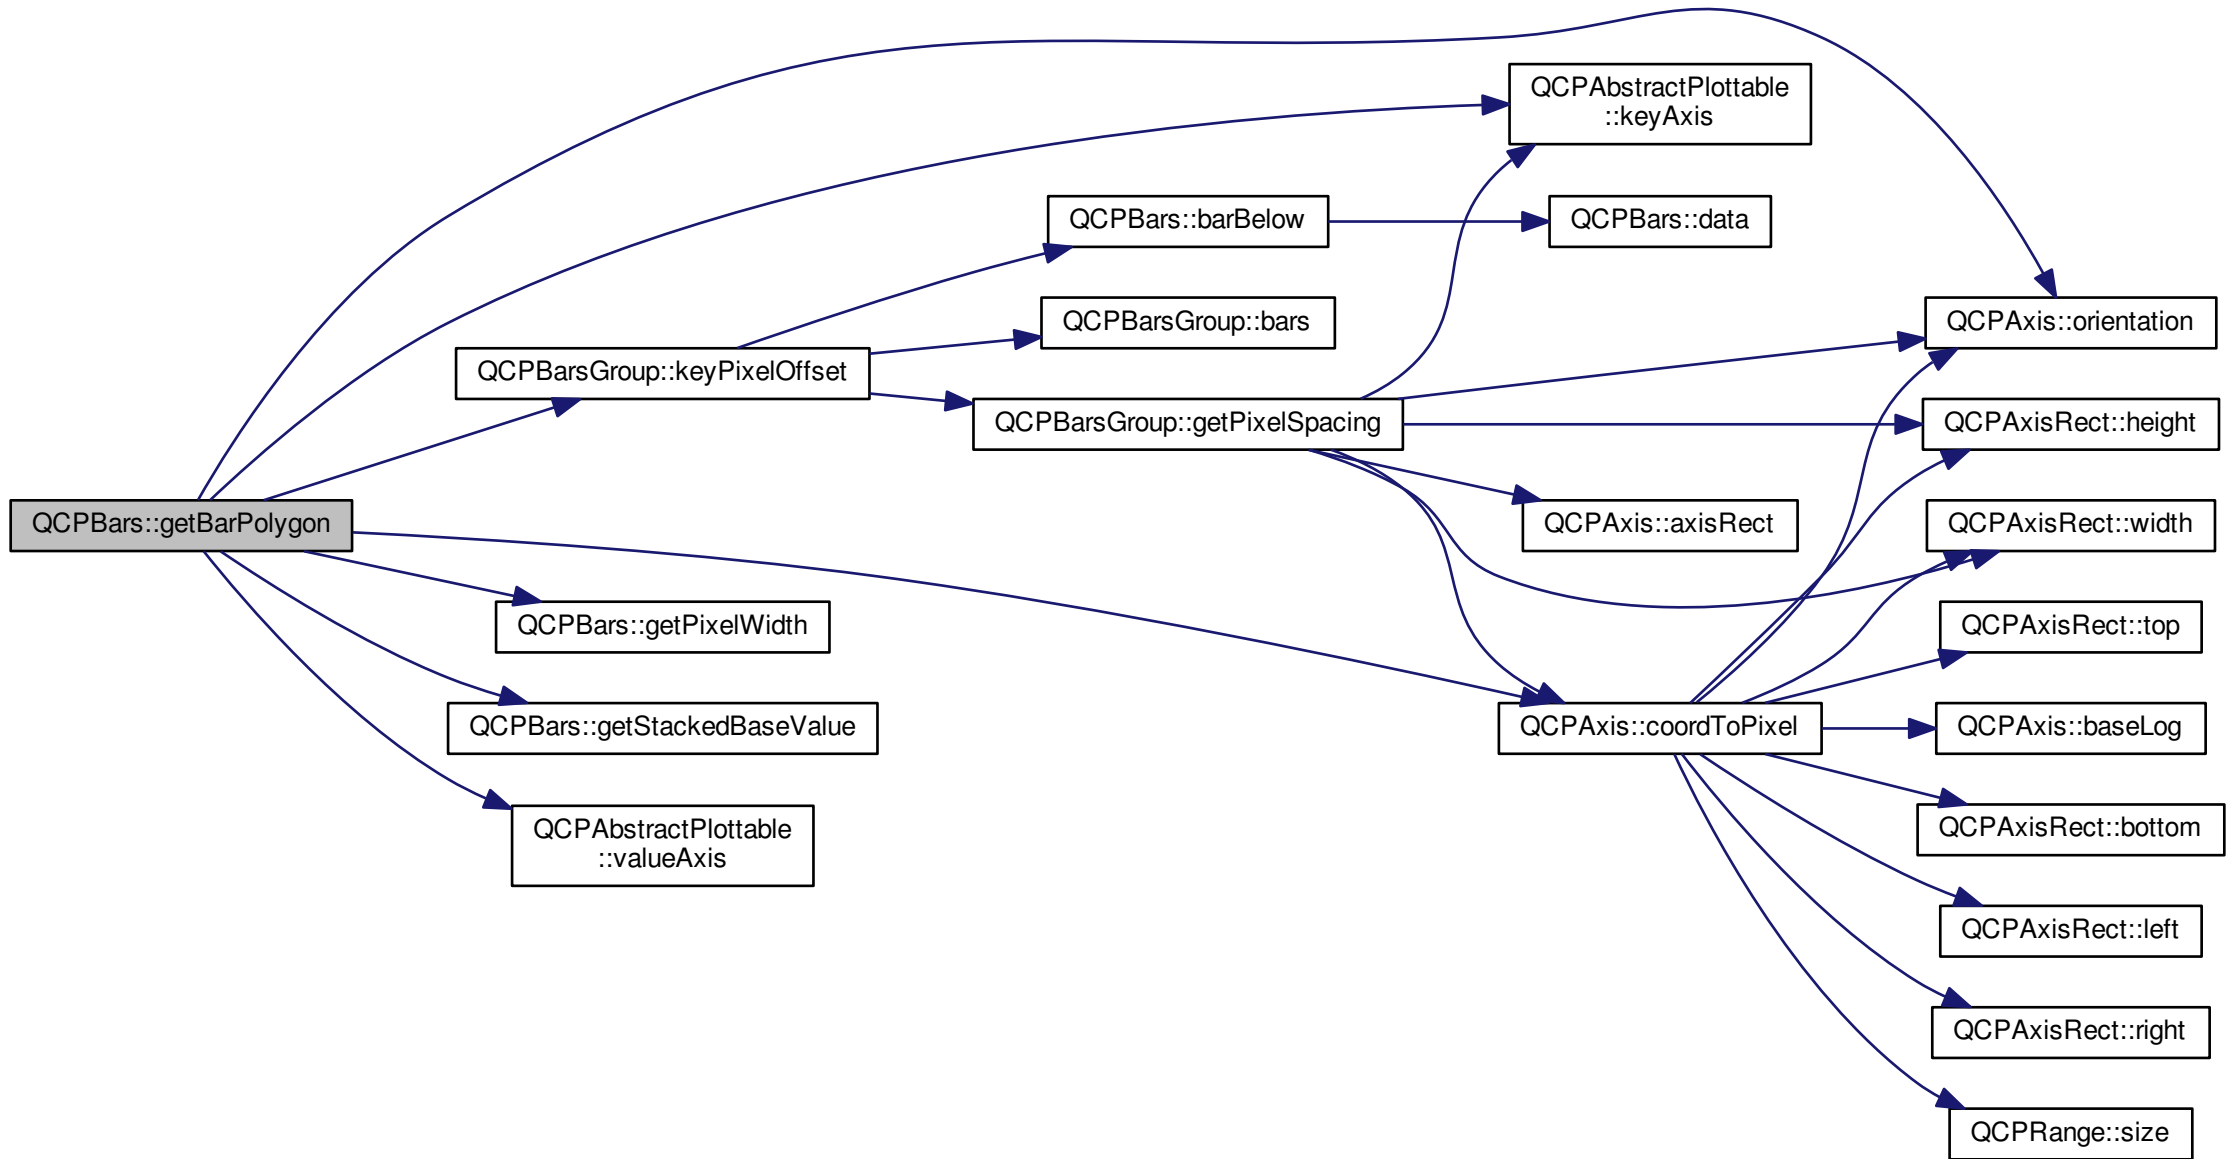 QCPBars::getBarPolygon
QCPBarsGroup::keyPixelOffset
QCPBars::getPixelWidth
QCPBars::getStackedBaseValue
QCPAbstractPlottable
::valueAxis
QCPBars::barBelow
QCPBarsGroup::bars
QCPBarsGroup::getPixelSpacing
QCPAbstractPlottable
::keyAxis
QCPBars::data
QCPAxis::axisRect
QCPAxis::coordToPixel
QCPAxis::orientation
QCPAxisRect::height
QCPAxisRect::width
QCPAxisRect::top
QCPAxis::baseLog
QCPAxisRect::bottom
QCPAxisRect::left
QCPAxisRect::right
QCPRange::size